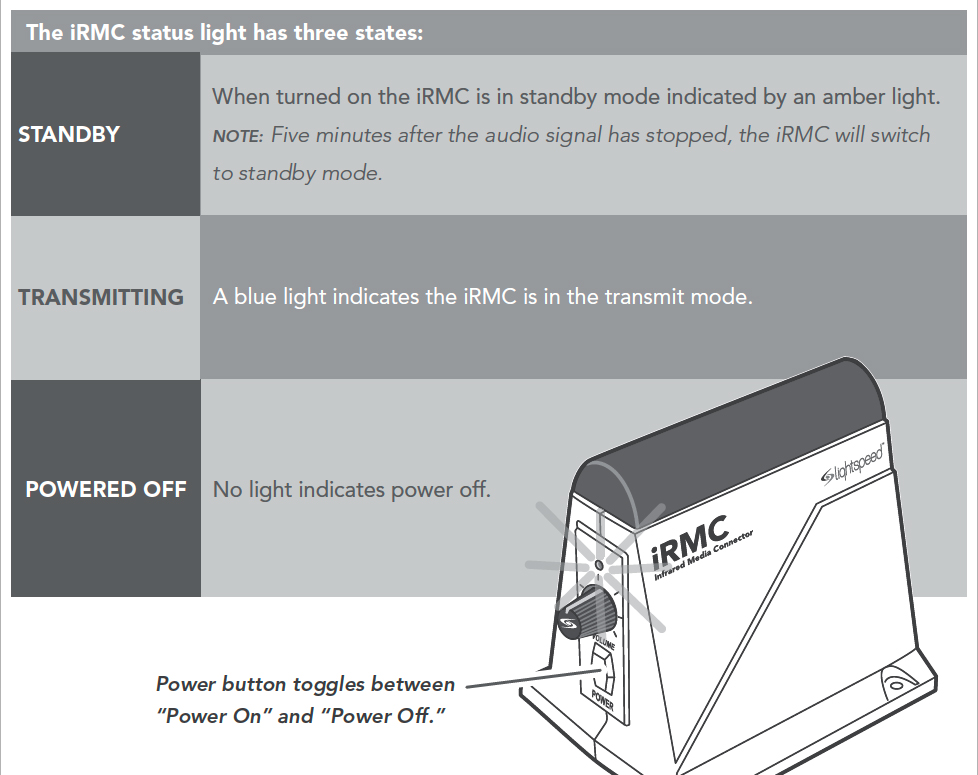 The iRMC status light has three states:
STANDBY
When turned on the iRMC is in standby mode indicated by an amber light.
NOTE: Five minutes after the audio signal has stopped, the iRMC will switch
to standby mode.
TRANSMITTING
A blue light indicates the iRMC is in the transmit mode.
POWERED OFF
No light indicates power off.
lightspeed™
iRMC
Infrared Media Connector
VOLUME
POWER
Power button toggles between
“Power On” and “Power Off.”